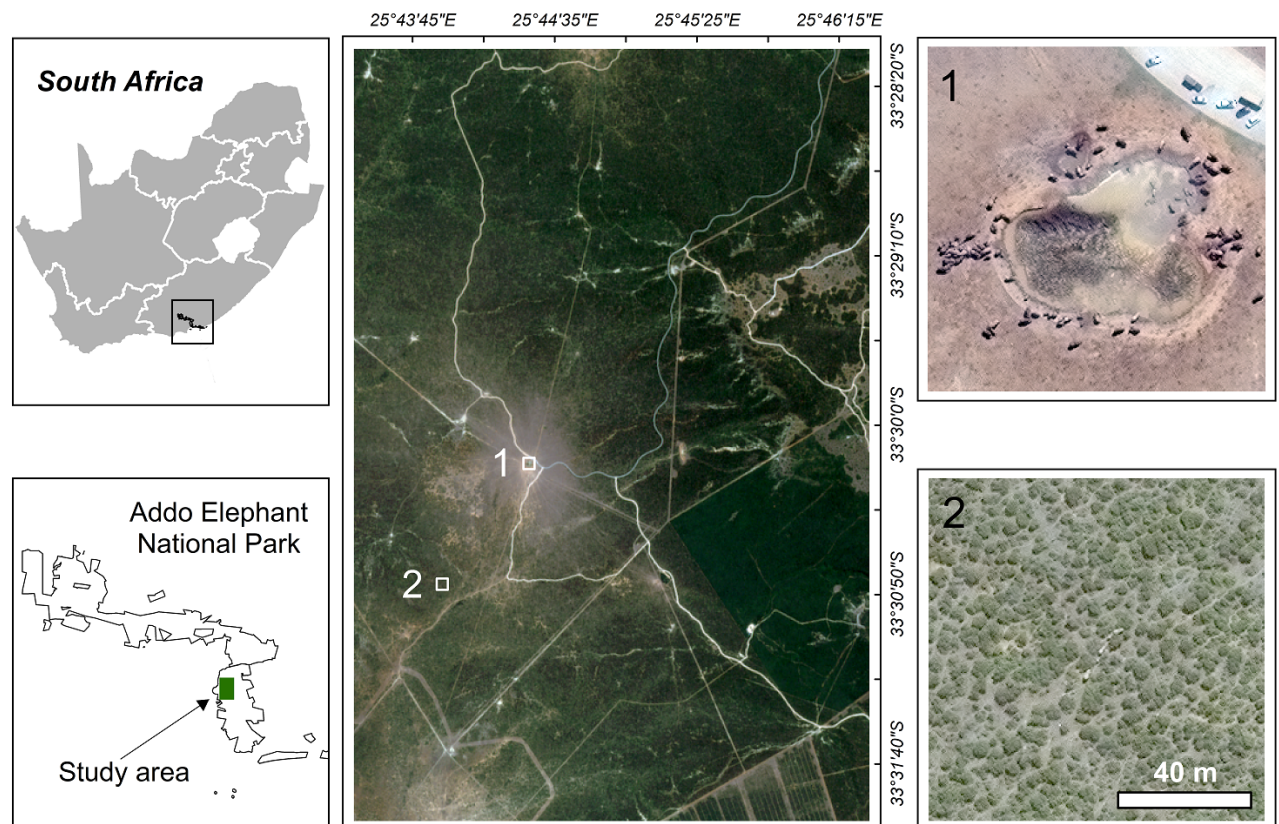 25°43'45"E
25°44'35"E
25°45'25"E
25°46'15"E
South Africa
33°28'20"S
33°29'10"S
33°30'0"S
33°30'50"S
33°31'40"S
1
2
1
Addo Elephant
National Park
Study area
2
40 m